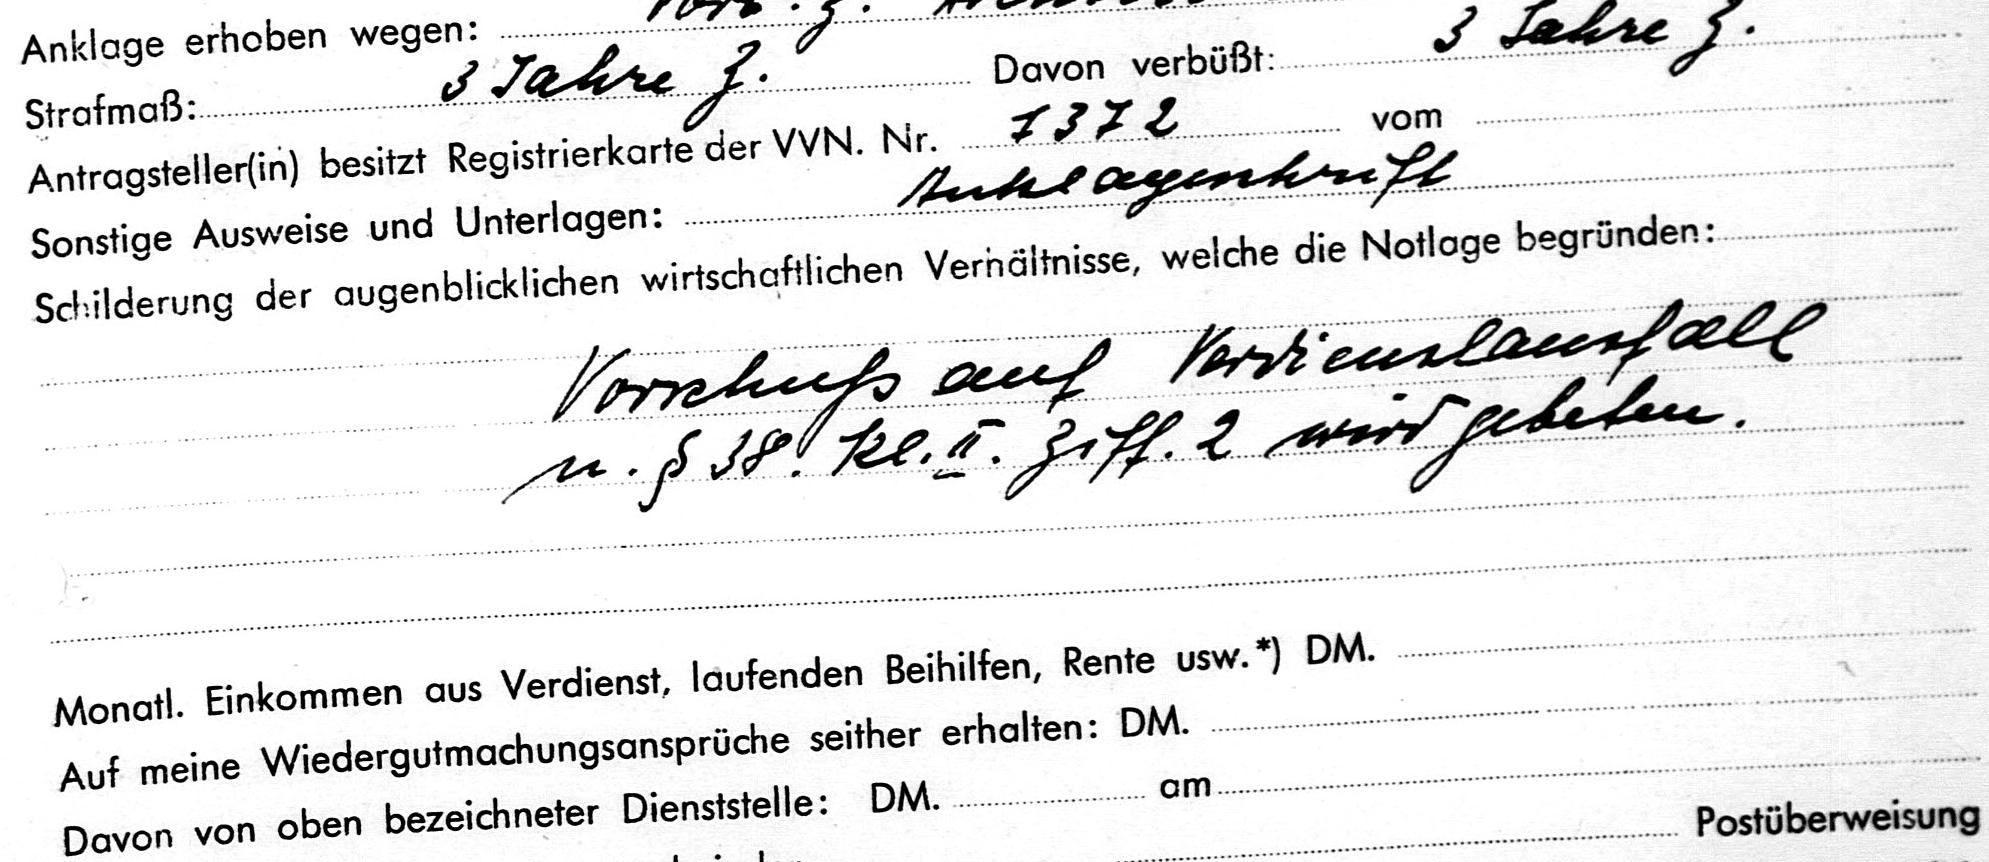 Anklage erhoben wegen: Vorb. z.
Strafmaß: 3 Jahre Z. Davon verbüßt: 3 Jahre Z.
Antragsteller(in) besitzt Registrierkarte der VVN. Nr. 1372 vom
Sonstige Ausweise und Unterlagen: Anklagenschrift
Schilderung der augenblicklichen wirtschaftlichen Verhältnisse, welche die Notlage begründen:
Vorschuß auf Verdienstausfall
n. § 38. Kl. II. Ziff. 2 wird gebeten.
Monatl. Einkommen aus Verdienst, laufenden Beihilfen, Rente usw.*) DM.
Auf meine Wiedergutmachungsansprüche seither erhalten: DM.
Davon von oben bezeichneter Dienststelle: DM. am
Postüberweisung